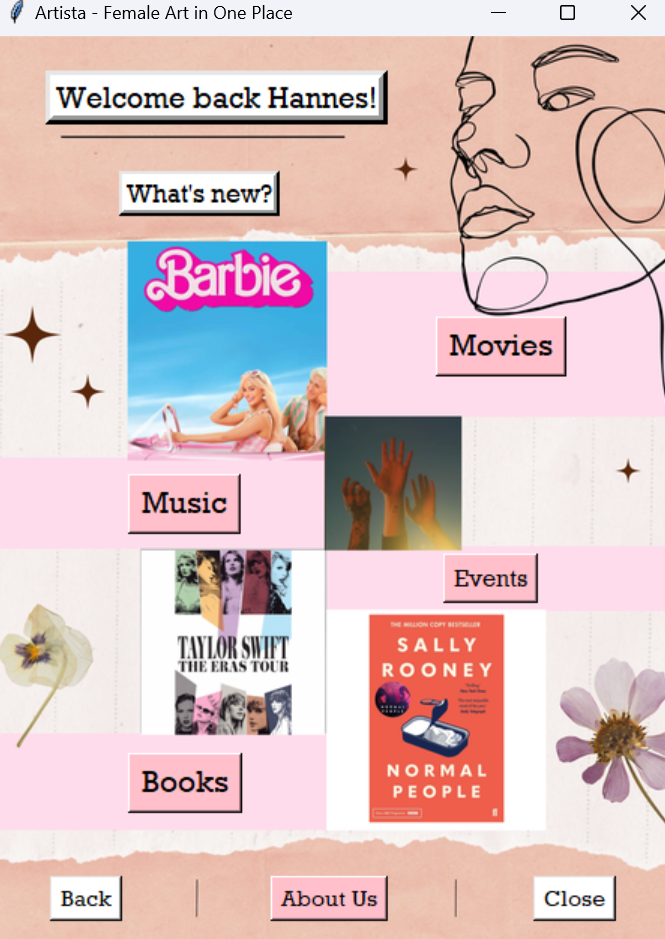 Artista - Female Art in One Place
Welcome back Hannes!
What's new?
Barbie
Movies
Music
Events
TAYLOR SWIFT
THE ERAS TOUR
THE MILLION COPY BESTSELLER
SALLY
ROONEY
NORMAL
PEOPLE
Books
Back
About Us
Close